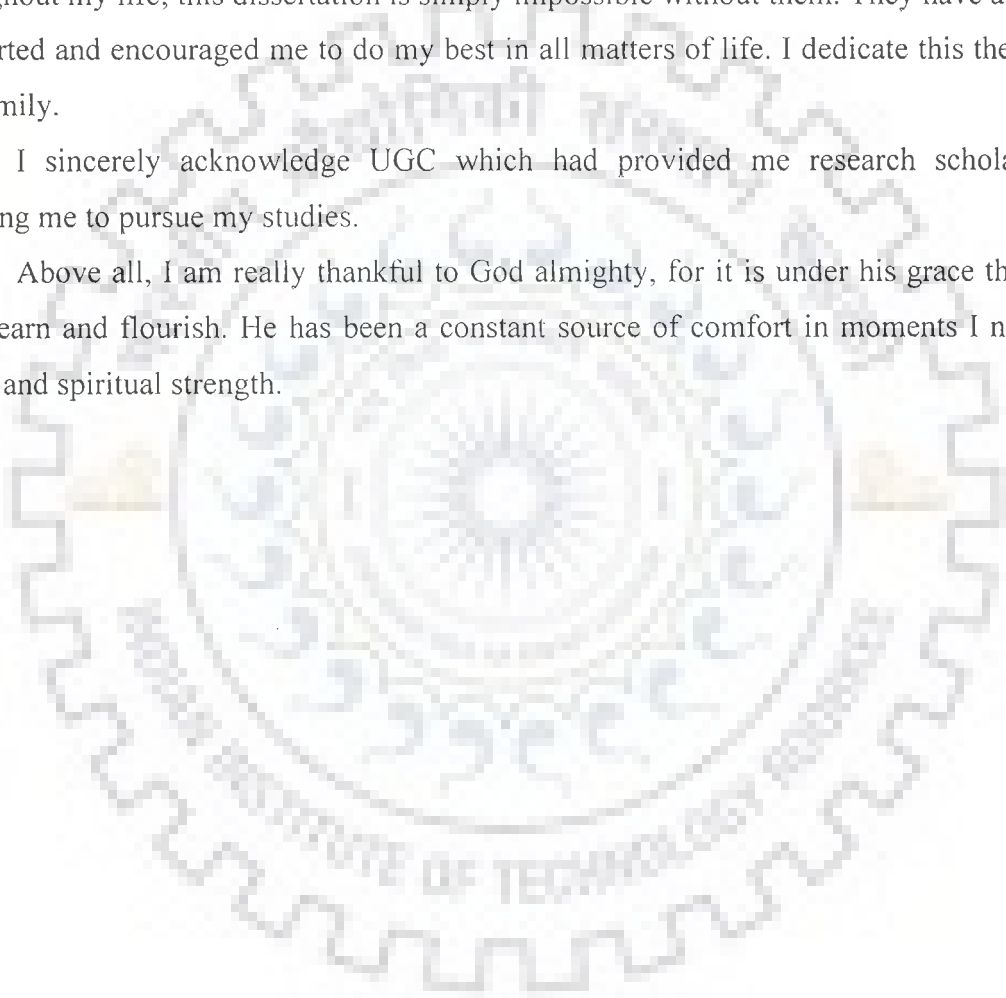 ghout my life, this dissertation is simply impossible without them. They have a
rted and encouraged me to do my best in all matters of life. I dedicate this the
mily.
I sincerely acknowledge UGC which had provided me research schola
ng me to pursue my studies.
Above all, I am really thankful to God almighty, for it is under his grace th
earn and flourish. He has been a constant source of comfort in moments I n
and spiritual strength.
INDIAN INSTITUTE OF TECHNOLOGY ROORKEE